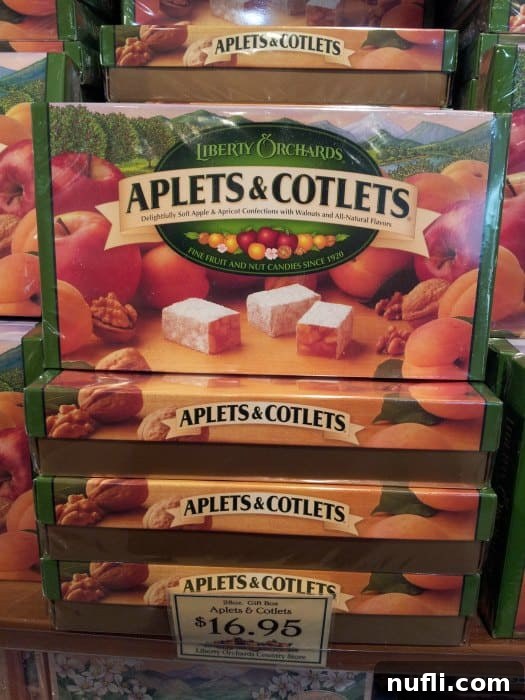 APLETS & COTLETS
LIBERTY ORCHARDS
APLETS & COTLETS
Delightfully Soft Apple & Apricot Confections with Walnuts and All-Natural Flavors
FINE FRUIT AND NUT CANDIES SINCE 1920
APLETS & COTLETS
APLETS & COTLETS
APLETS & COTLETS
28oz. Gift Box
Aplets & Cotlets
$16.95
Liberty Orchards Country Store
nufli.com